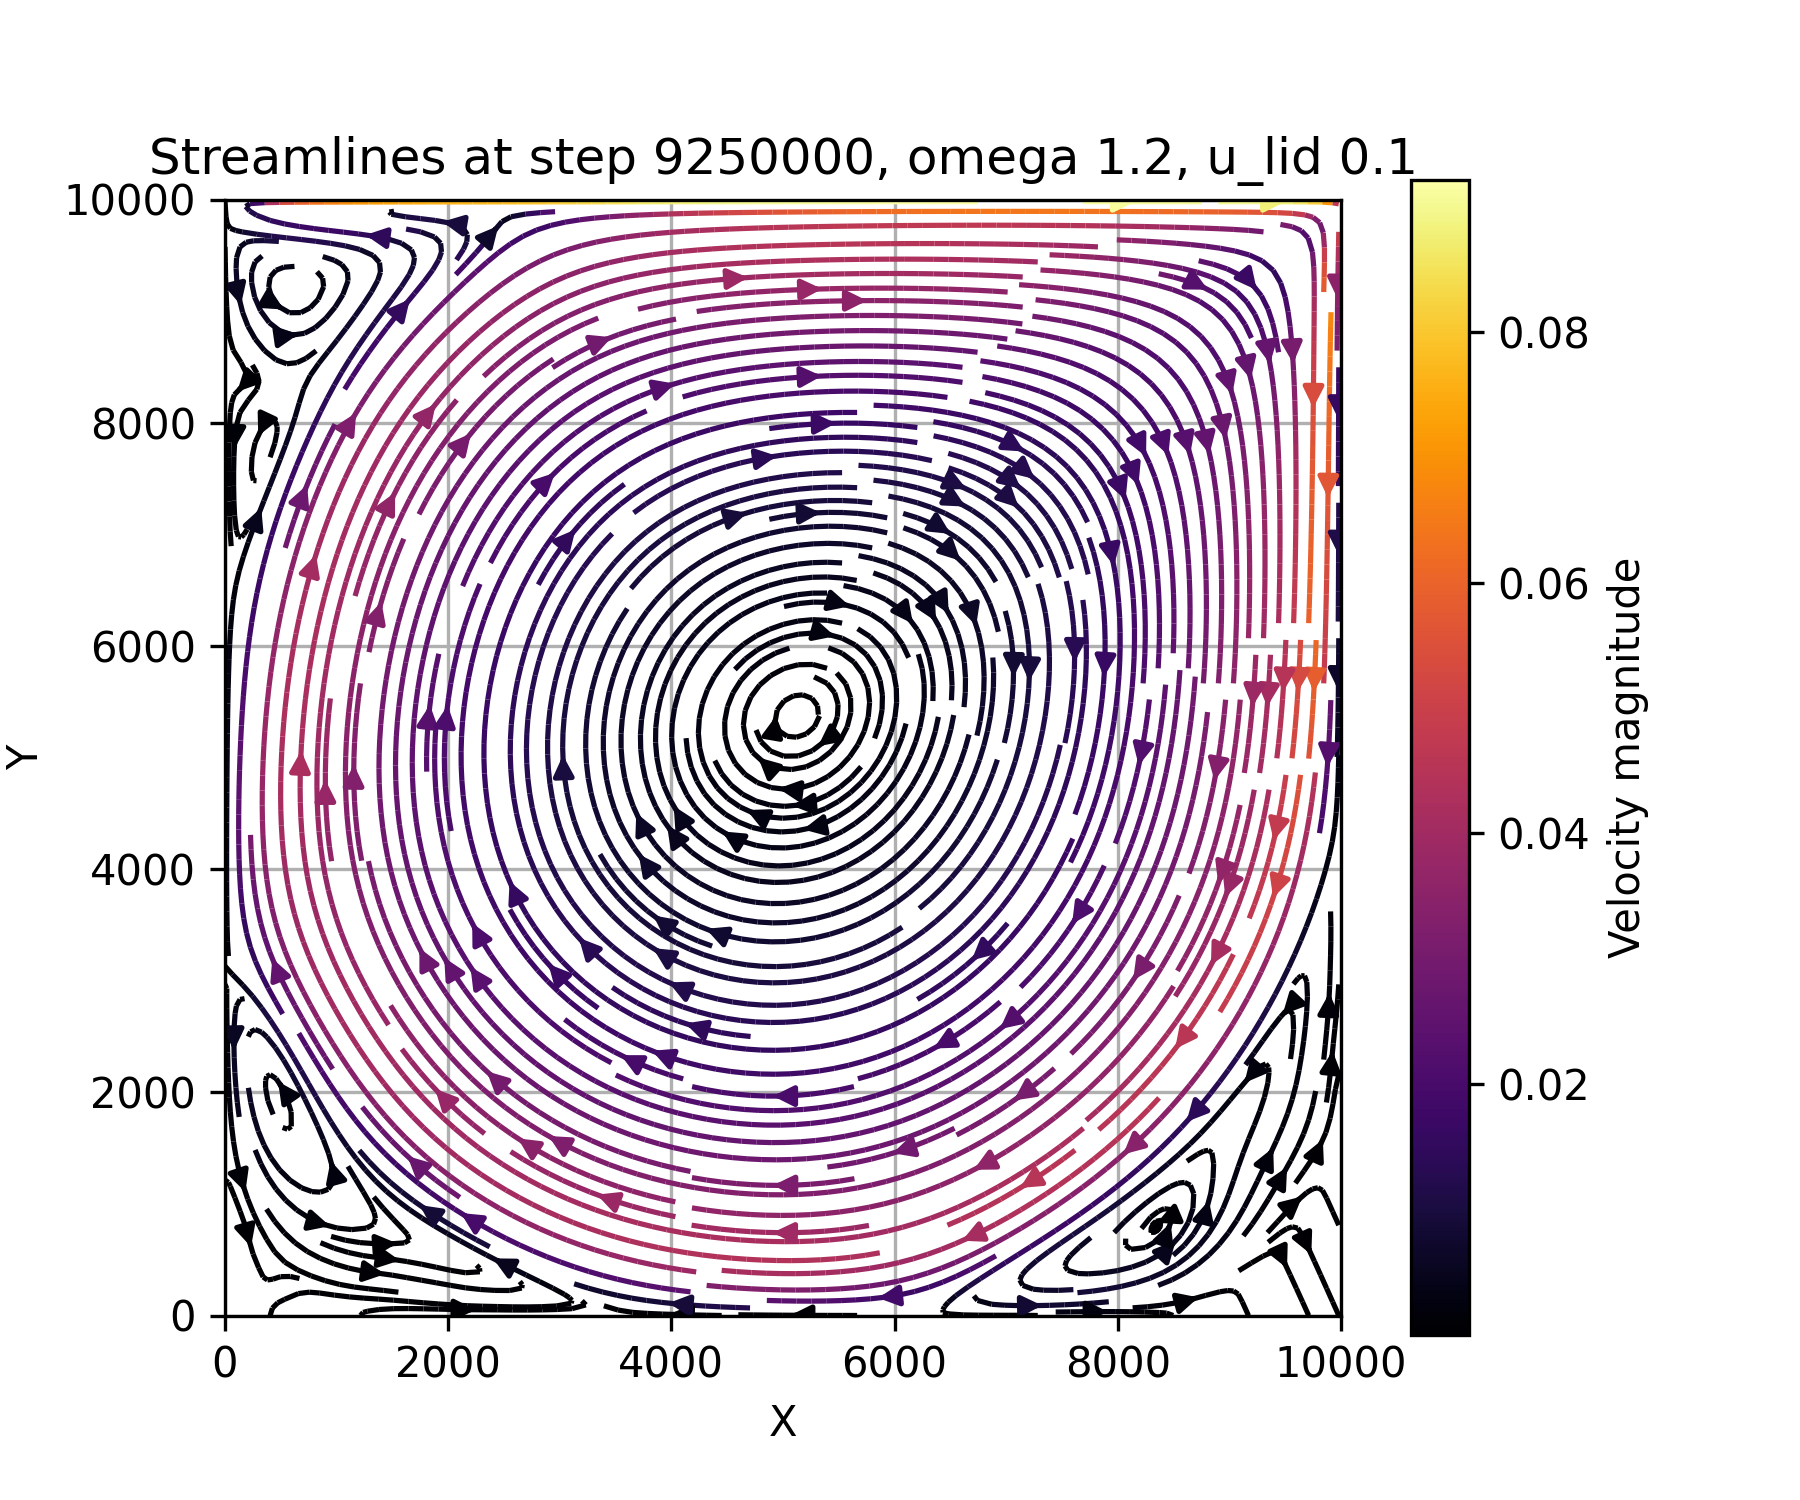 Streamlines at step 9250000, omega 1.2, u_lid 0.1
10000
8000
6000
4000
2000
0
Y
0 2000 4000 6000 8000 10000
X
0.08
0.06
0.04
0.02
Velocity magnitude